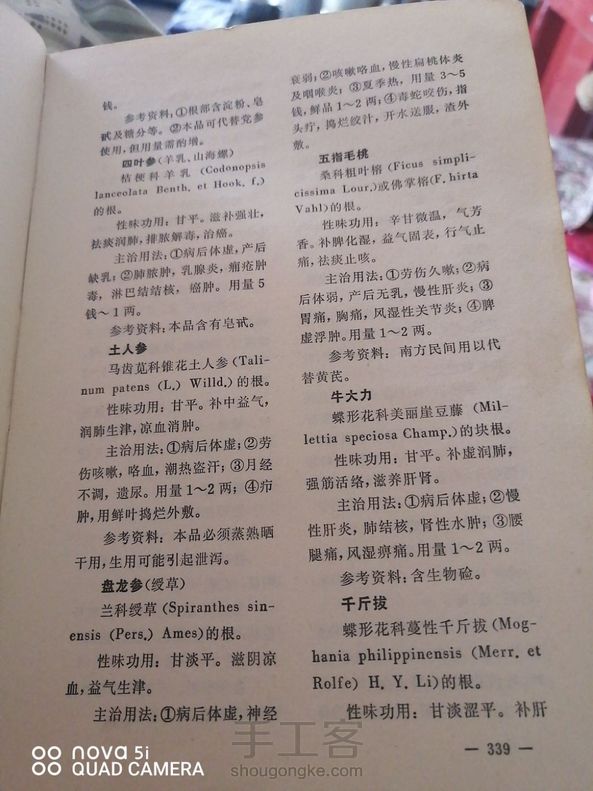 钱。
参考资料:①根部含淀粉、皂
甙及糖分等。②本品可代替党参
使用,但用量需酌增。
四叶参(羊乳、山海螺)
桔梗科羊乳(Codonopsis
lanceolata Benth. et Hook. f.)
的根。
性味功用:甘平。滋补强壮,
祛痰润肺,排脓解毒,治癌。
主治用法:①病后体虚,产后
缺乳;②肺脓肿,乳腺炎,痈疮肿
毒,淋巴结结核,癌肿。用量5
钱~1两。
参考资料:本品含有皂甙。
土人参
马齿苋科锥花土人参(Tali-
num patens (L.) Willd.)的根。
性味功用:甘平。补中益气,
润肺生津,凉血消肿。
主治用法:①病后体虚;②劳
伤咳嗽,咯血,潮热盗汗;③月经
不调,遗尿。用量1~2两;④疖
肿,用鲜叶捣烂外敷。
参考资料:本品必须蒸熟晒
干用,生用可能引起泄泻。
盘龙参(绶草)
兰科绶草(Spiranthes sin-
ensis (Pers.) Ames)的根。
性味功用:甘淡平。滋阴凉
血,益气生津。
主治用法:①病后体虚,神经
衰弱;②咳嗽咯血,慢性扁桃体炎
及咽喉炎;③夏季热,用量3~5
钱,鲜品1~2两;④毒蛇咬伤,指
头疔,捣烂绞汁,开水送服,渣外
敷。
五指毛桃
桑科粗叶榕(Ficus simpli-
cissima Lour.)或佛掌榕(F. hirta
Vahl)的根。
性味功用:辛甘微温,气芳
香。补脾化湿,益气固表,行气止
痛,祛痰止咳。
主治用法:①劳伤久嗽;②病
后体弱,产后无乳,慢性肝炎;③
胃痛,胸痛,风湿性关节炎;④脾
虚浮肿。用量1~2两。
参考资料:南方民间用以代
替黄芪。
牛大力
蝶形花科美丽崖豆藤(Mil-
lettia speciosa Champ.)的块根。
性味功用:甘平。补虚润肺,
强筋活络,滋养肝肾。
主治用法:①病后体虚;②慢
性肝炎,肺结核,肾性水肿;③腰
腿痛,风湿痹痛。用量1~2两。
参考资料:含生物硷。
千斤拔
蝶形花科蔓性千斤拔(Mog-
hania philippinensis (Merr. et
Rolfe) H. Y. Li)的根。
性味功用:甘淡涩平。补肝
— 339 —
nova 5i
QUAD CAMERA
手工客
shougongke.com